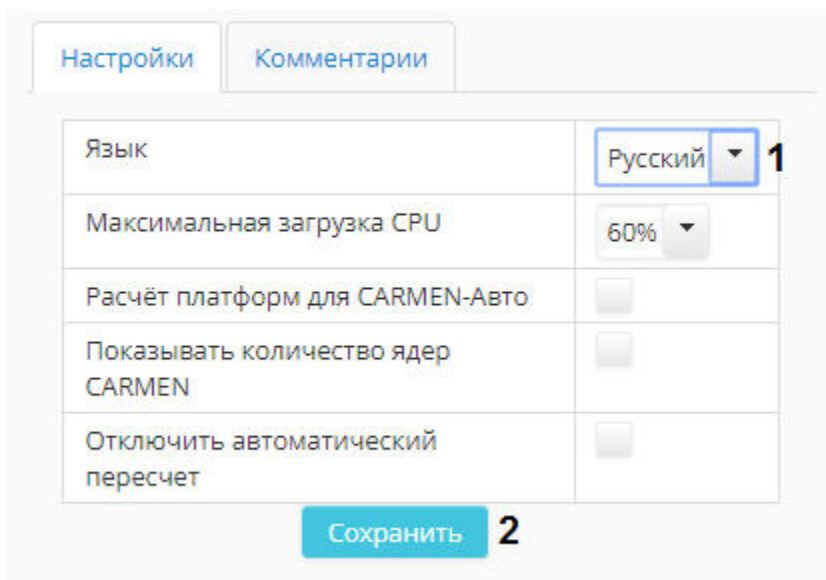 Настройки Комментарии
Язык Русский 1
Максимальная загрузка CPU 60%
Расчёт платформ для CARMEN-Авто
Показывать количество ядер
CARMEN
Отключить автоматический
пересчет
Сохранить 2